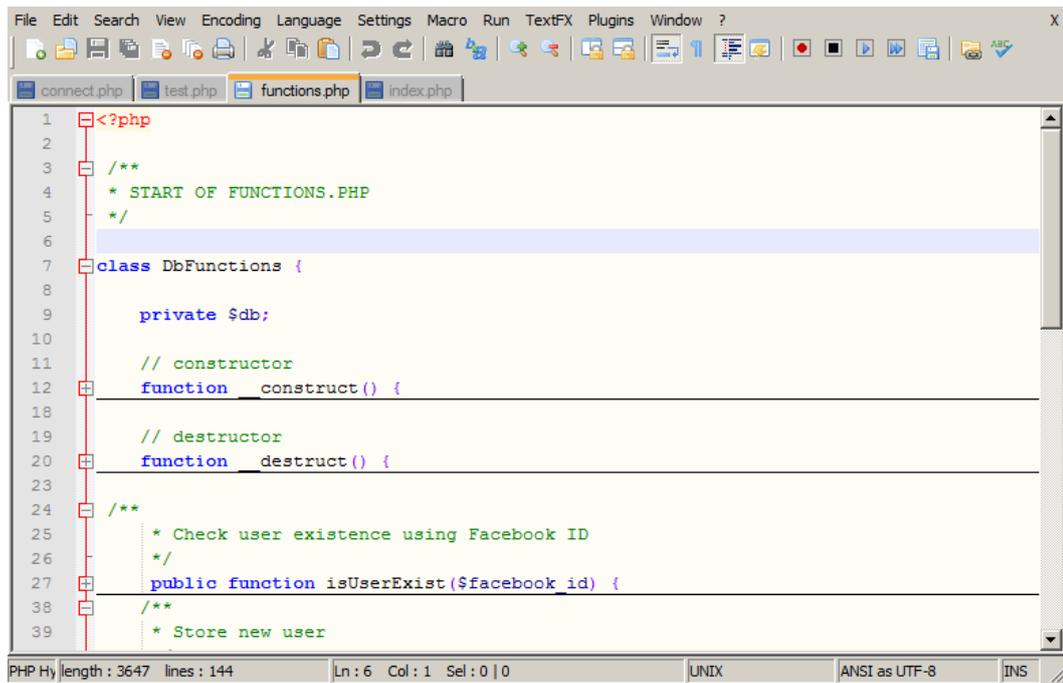 File Edit Search View Encoding Language Settings Macro Run TextFX Plugins Window ? X
ABC
connect.php test.php functions.php index.php
1 <?php
2
3 /**
4 * START OF FUNCTIONS.PHP
5 */
6
7 class DbFunctions {
8
9 private $db;
10
11 // constructor
12 function __construct() {
18
19 // destructor
20 function __destruct() {
23
24 /**
25 * Check user existence using Facebook ID
26 */
27 public function isUserExist($facebook_id) {
38 /**
39 * Store new user
PHP Hy length : 3647 lines : 144 Ln : 6 Col : 1 Sel : 0 | 0 UNIX ANSI as UTF-8 INS